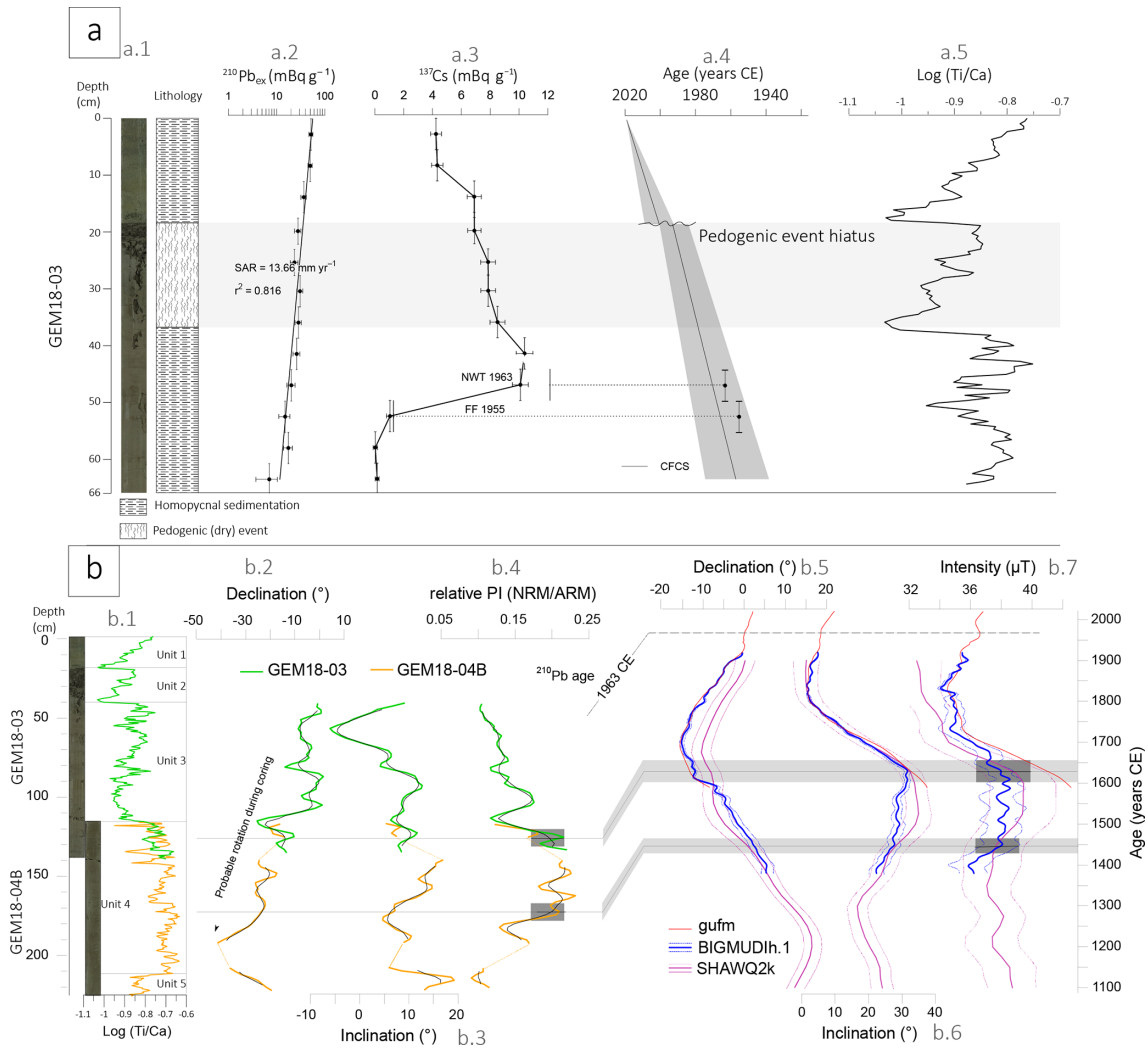 a
a.1
a.2
a.3
a.4
a.5
²¹⁰Pbₑₓ (mBq g⁻¹)
¹³⁷Cs (mBq g⁻¹)
Age (years CE)
Log (Ti/Ca)
Depth
(cm)
Lithology
1 10 100
0 2 4 6 8 10 12
2020 1980 1960 1940
-1.1 -1 -0.9 -0.8 -0.7
0
10
20
30
40
50
60
66
GEM18-03
SAR = 13.66 mm yr⁻¹
r² = 0.816
Pedogenic event hiatus
NWT 1963
FF 1955
CFCS
Homopycnal sedimentation
Pedogenic (dry) event
b
b.1
b.2
b.4
b.5
b.7
Declination (°)
relative PI (NRM/ARM)
Declination (°)
Intensity (µT)
Depth
(cm)
-50 -30 -10 10
0.05 0.15 0.20 0.25
-20 -10 0 10 20
32 36 40
0
50
100
150
200
GEM18-03
GEM18-04B
Unit 1
Unit 2
Unit 3
Unit 4
Unit 5
GEM18-03
GEM18-04B
Probable rotation during coring
²¹⁰Pb age
1963 CE
2000
1900
1800
1700
1600
1500
1400
1300
1200
1100
Age (years CE)
gufm
BIGMUDIh.1
SHAWQ2k
-1.1 -1 -0.9 -0.8 -0.7 -0.6
Log (Ti/Ca)
-10 0 10 20
Inclination (°)
b.3
0 10 20 30 40
Inclination (°)
b.6